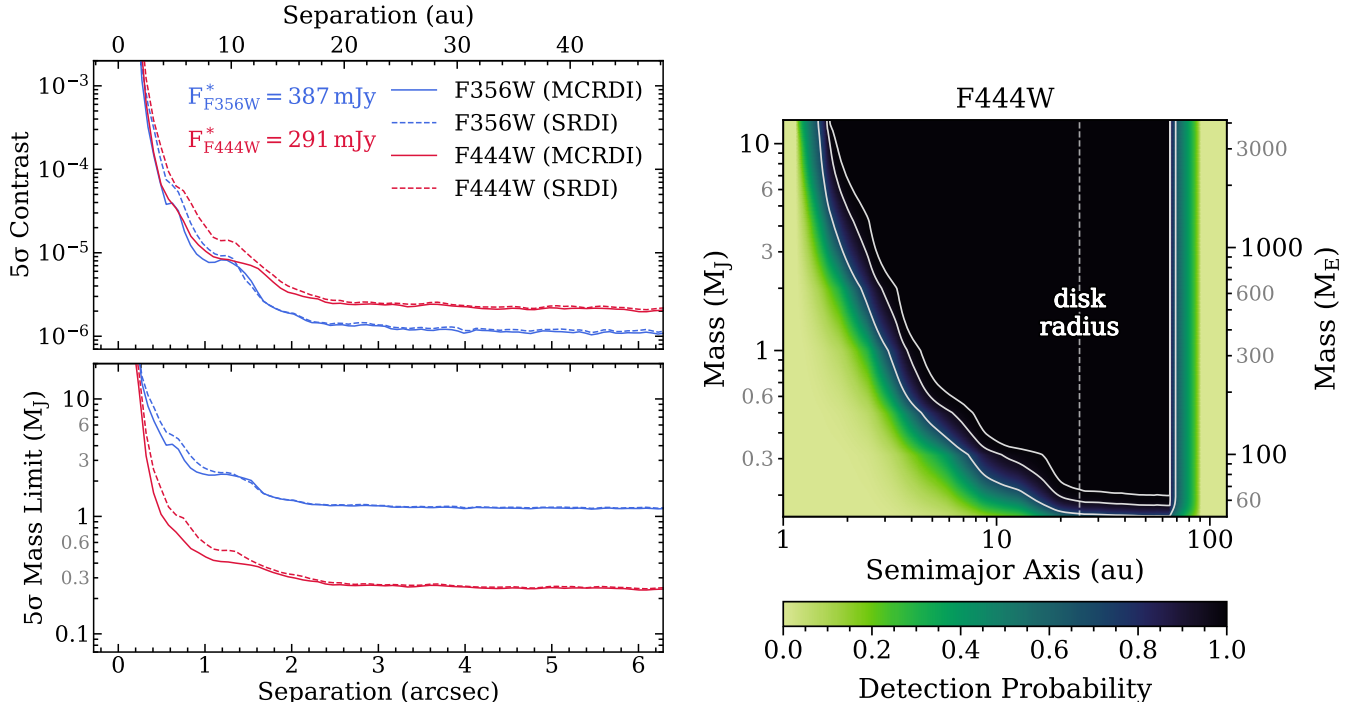 Separation (au)
0 10 20 30 40
10⁻³
10⁻⁴
10⁻⁵
10⁻⁶
5σ Contrast
F*F356W = 387 mJy
F*F444W = 291 mJy
F356W (MCRDI)
F356W (SRDI)
F444W (MCRDI)
F444W (SRDI)
10
6
3
1
0.6
0.3
0.1
5σ Mass Limit (MJ)
0 1 2 3 4 5 6
Separation (arcsec)
F444W
10
6
3
1
0.6
0.3
Mass (MJ)
disk
radius
3000
1000
600
300
100
60
Mass (ME)
1 10 100
Semimajor Axis (au)
0.0 0.2 0.4 0.6 0.8 1.0
Detection Probability